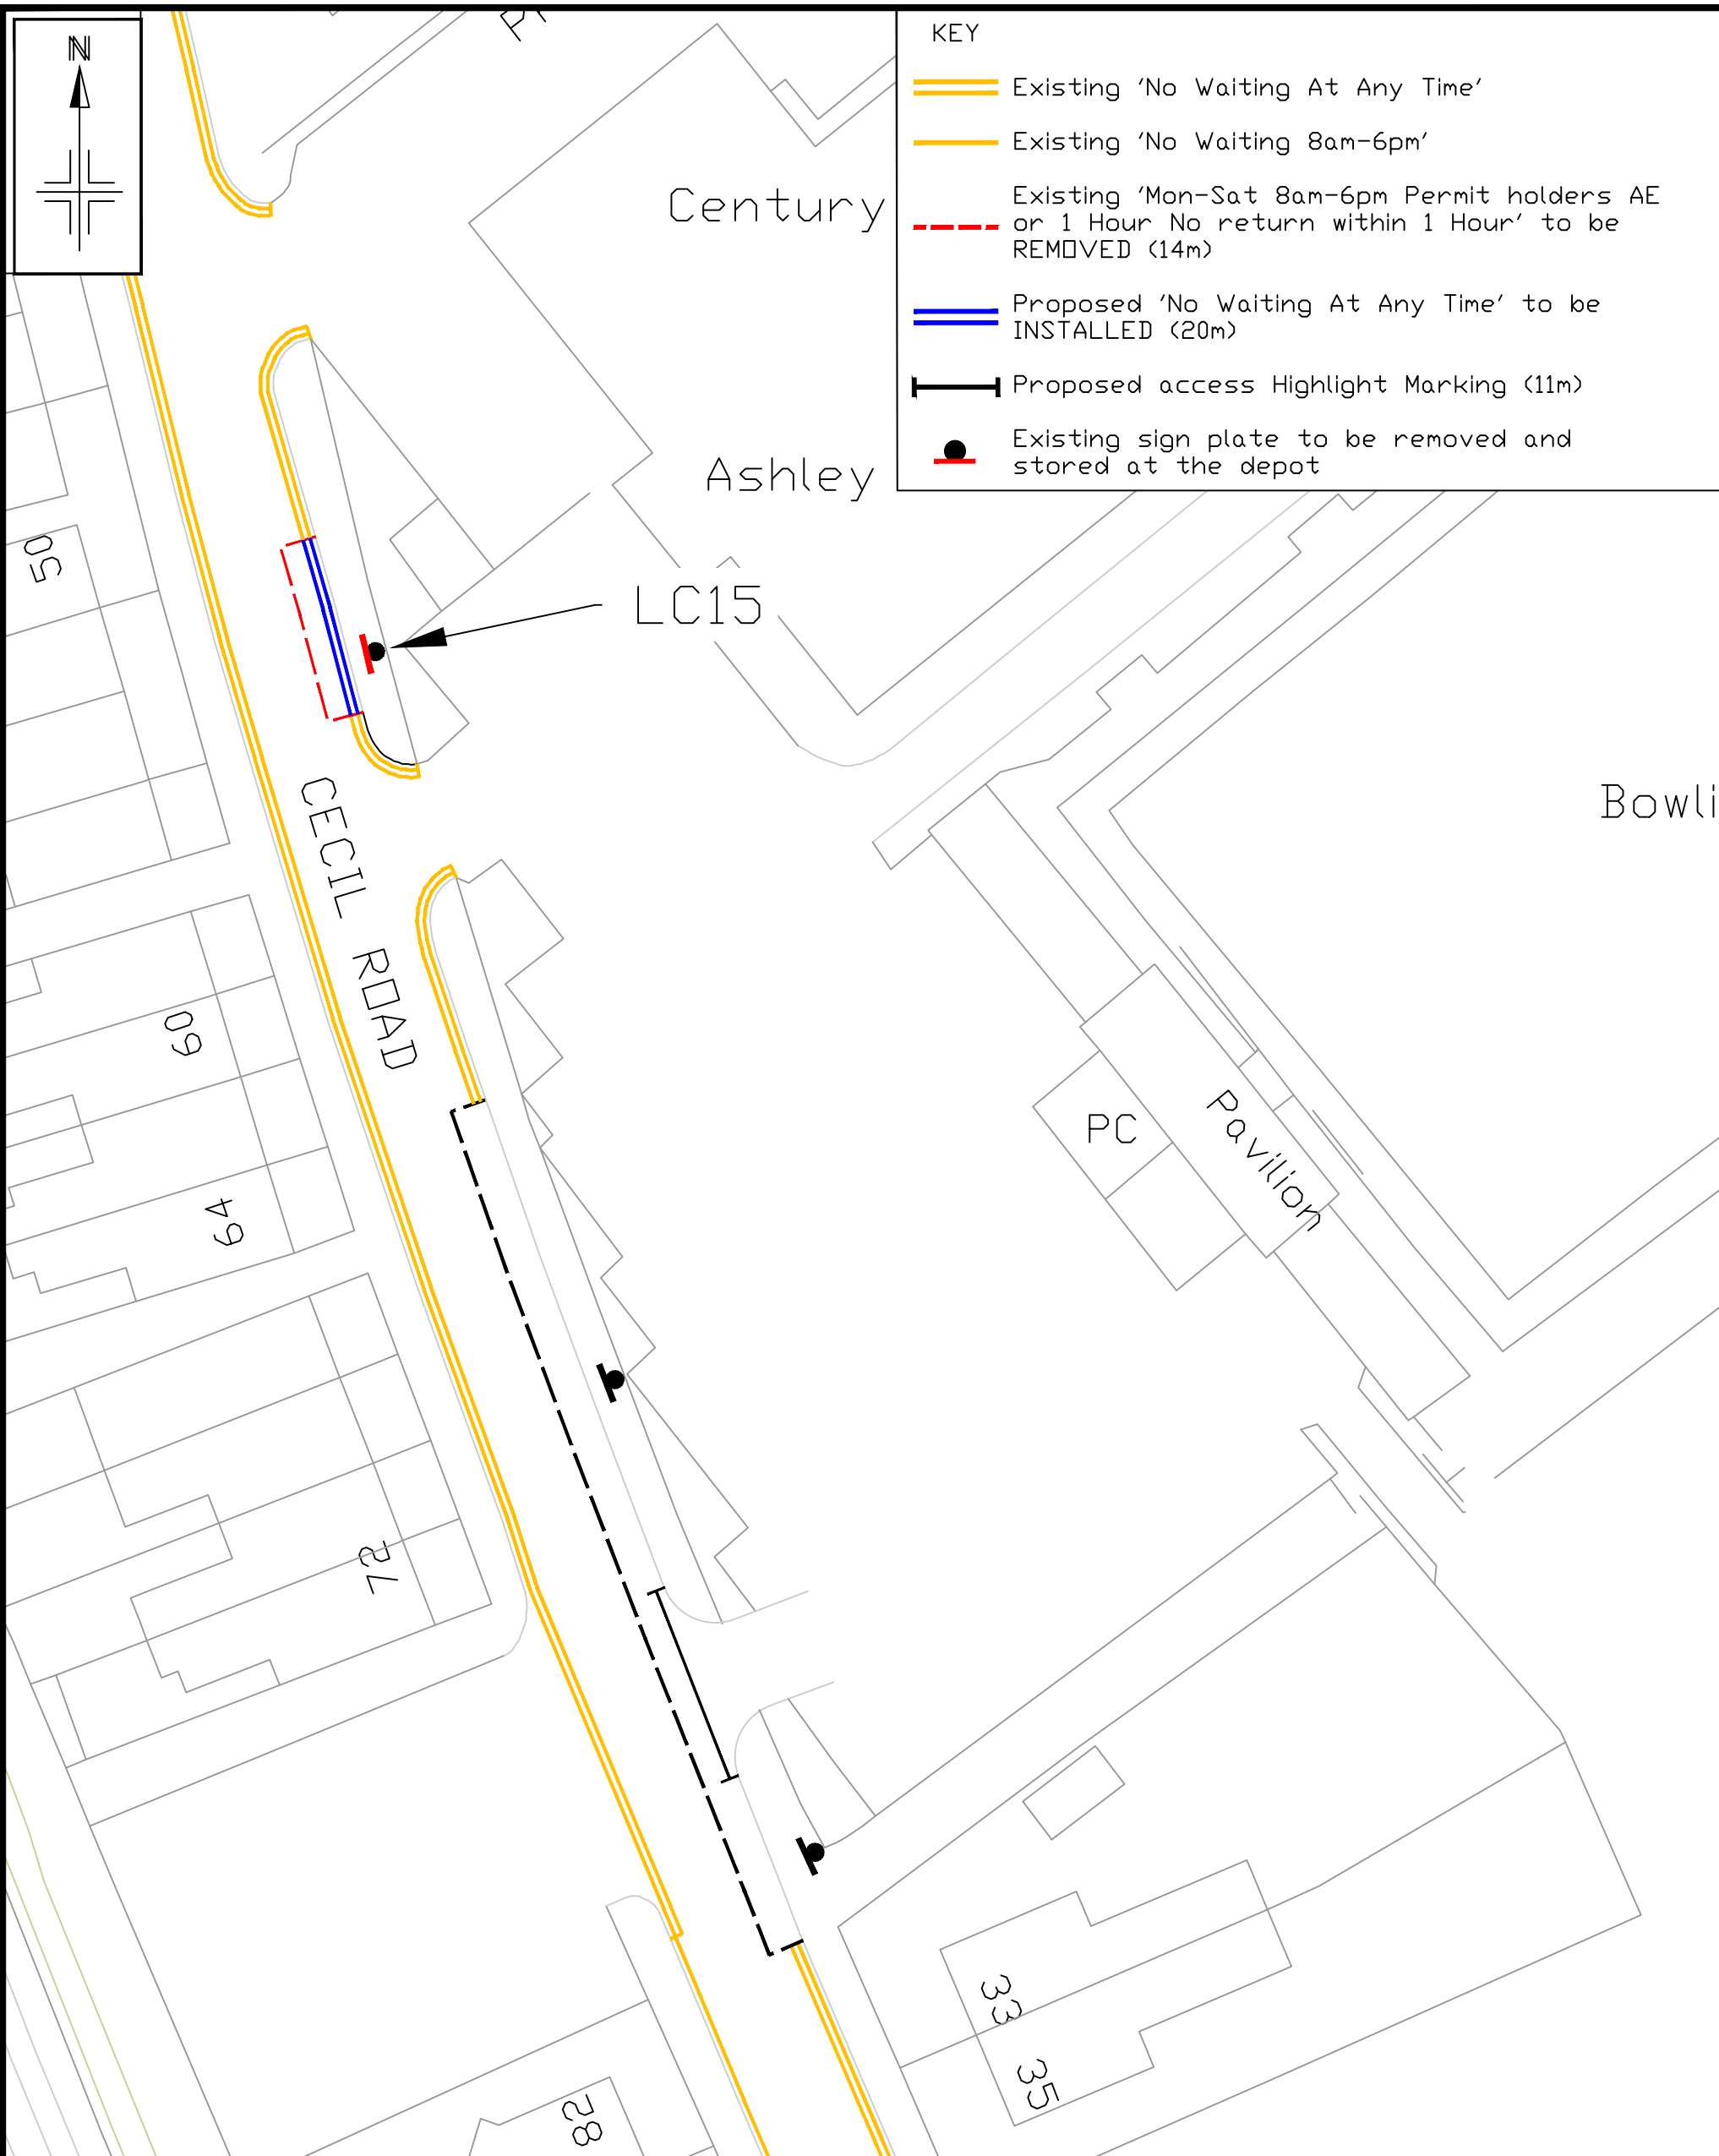 N
KEY
Existing 'No Waiting At Any Time'
Existing 'No Waiting 8am-6pm'
Existing 'Mon-Sat 8am-6pm Permit holders AE
or 1 Hour No return within 1 Hour' to be
REMOVED (14m)
Proposed 'No Waiting At Any Time' to be
INSTALLED (20m)
Proposed access Highlight Marking (11m)
Existing sign plate to be removed and
stored at the depot
Century
Ashley
50
LC15
CECIL ROAD
Bowli
60
PC
Pavilion
64
72
33
35
28